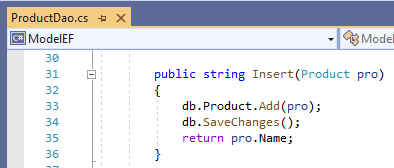 ProductDao.cs
C# ModelEF
30
31 public string Insert(Product pro)
32 {
33 db.Product.Add(pro);
34 db.SaveChanges();
35 return pro.Name;
36 }